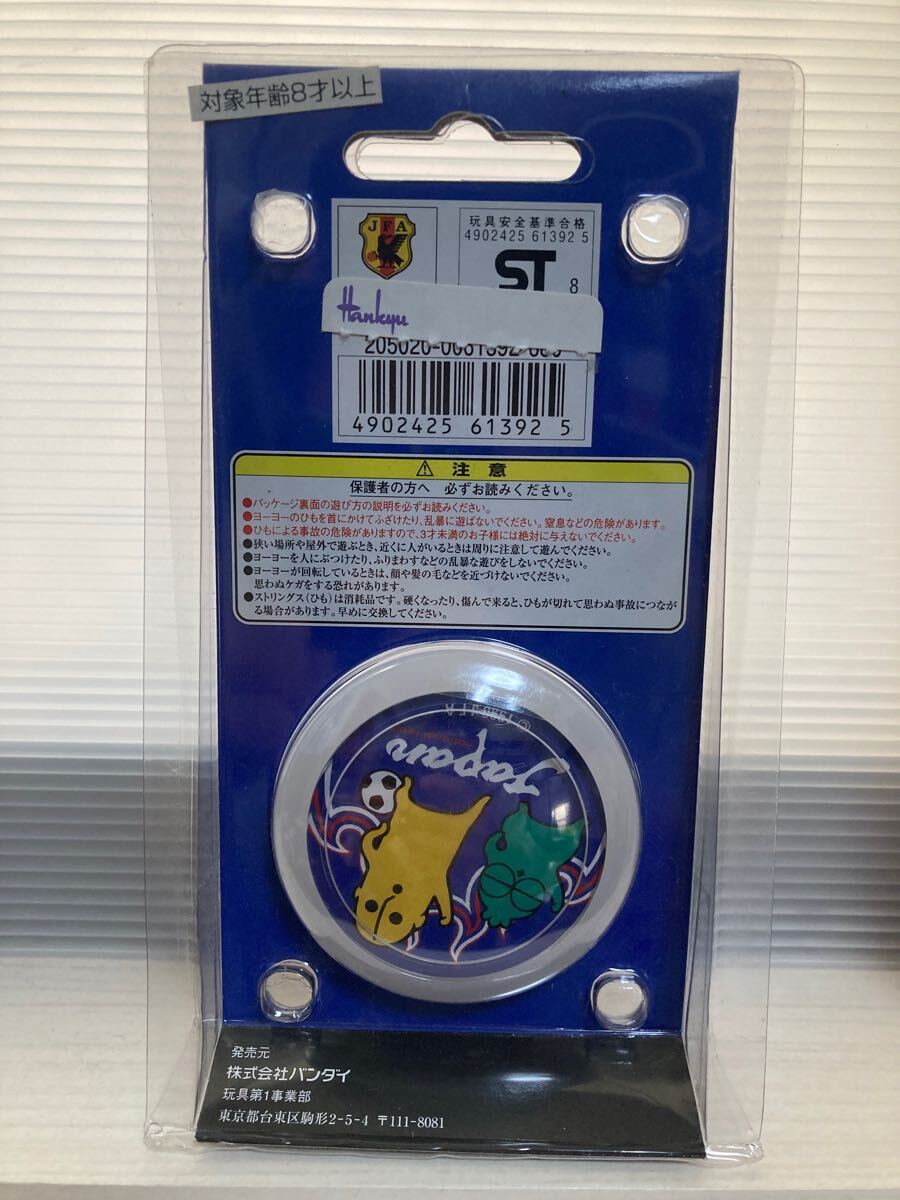 対象年齢8才以上
JFA
玩具安全基準合格
4902425 61392 5
ST
8
Hankyu
4902425 61392 5
⚠ 注意
保護者の方へ 必ずお読みください。
●パッケージ裏面の遊び方の説明を必ずお読みください。
●ヨーヨーのひもを首にかけてふざけたり、乱暴に遊ばないでください。窒息などの危険があります。
●ひもによる事故の危険がありますので、3才未満のお子様には絶対に与えないでください。
●狭い場所や屋外で遊ぶとき、近くに人がいるときは周りに注意して遊んでください。
●ヨーヨーを人にぶつけたり、ふりまわすなどの乱暴な遊びをしないでください。
●ヨーヨーが回転しているときは、顔や髪の毛などを近づけないでください。
思わぬケガをする恐れがあります。
●ストリングス(ひも)は消耗品です。硬くなったり、傷んで来ると、ひもが切れて思わぬ事故につなが
る場合があります。早めに交換してください。
Japan
発売元
株式会社バンダイ
玩具第1事業部
東京都台東区駒形2-5-4 〒111-8081